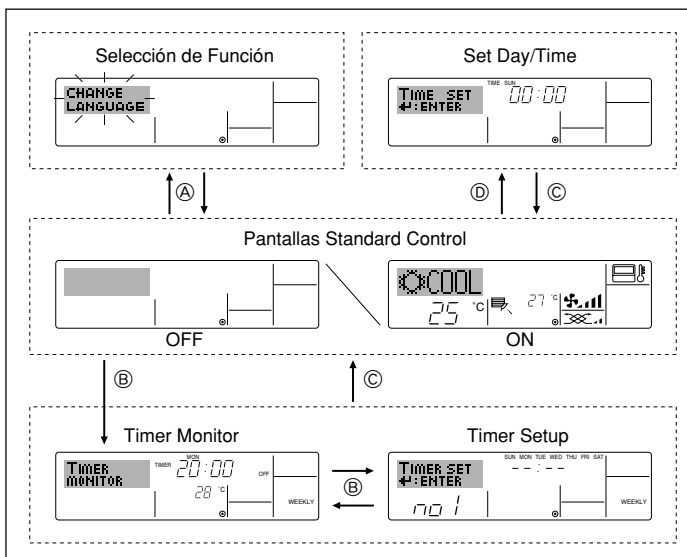 Selección de Función
CHANGE
LANGUAGE
Set Day/Time
TIME SUN
TIME SET 00:00
↵:ENTER
Ⓐ
Ⓓ
Ⓒ
Pantallas Standard Control
OFF
COOL
25 °C
27 °C
ON
Ⓑ
Ⓒ
Timer Monitor
MON
TIMER
MONITOR
TIMER 20:00 OFF
28 °C
WEEKLY
Ⓑ
Timer Setup
SUN MON TUE WED THU FRI SAT
TIMER SET --:--
↵:ENTER
no 1
WEEKLY